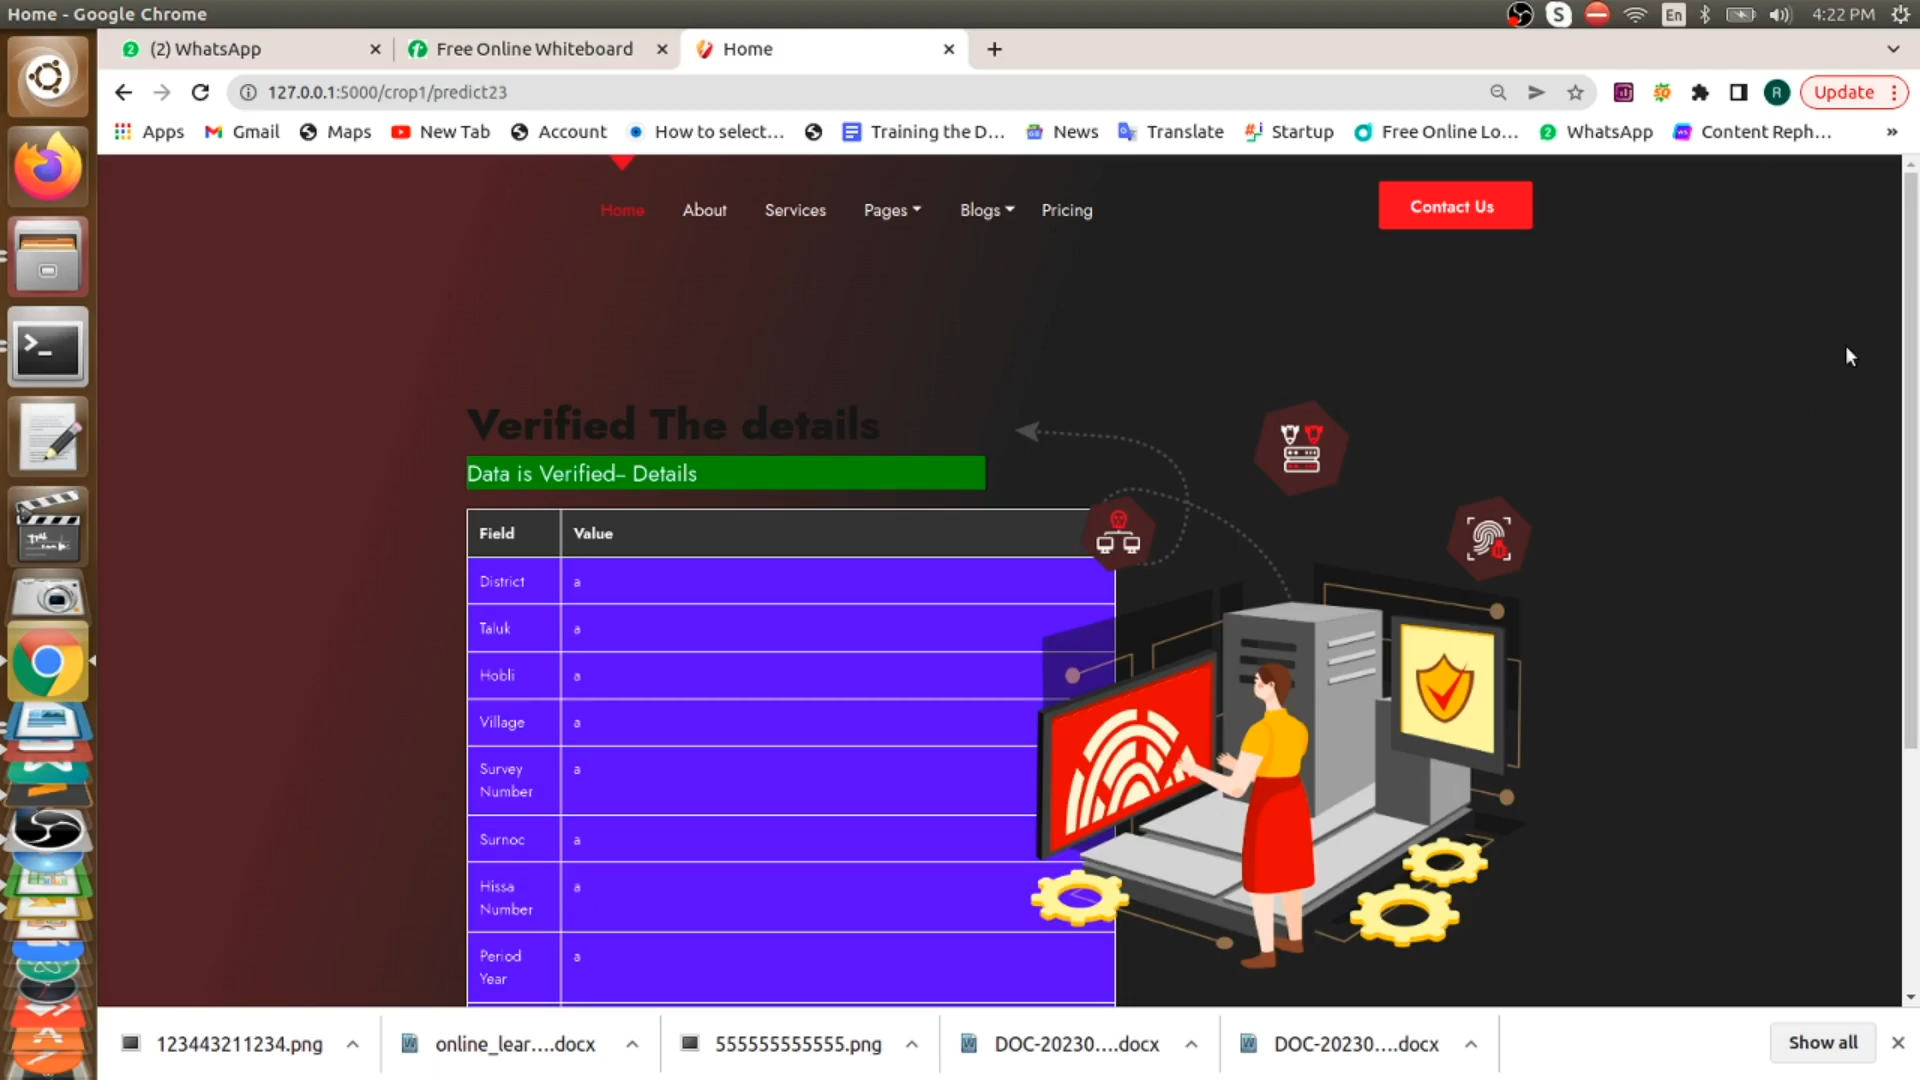 Home - Google Chrome
En
4:22 PM
(2) WhatsApp
Free Online Whiteboard
Home
127.0.0.1:5000/crop1/predict23
R
Update
Apps
Gmail
Maps
New Tab
Account
How to select...
Training the D...
News
Translate
Startup
Free Online Lo...
WhatsApp
Content Reph...
Home
About
Services
Pages
Blogs
Pricing
Contact Us
Verified The details
Data is Verified-- Details
Field Value
District a
Taluk a
Hobli a
Village a
Survey Number a
Surnoc a
Hissa Number a
Period Year a
123443211234.png
online_lear....docx
555555555555.png
DOC-20230....docx
DOC-20230....docx
Show all